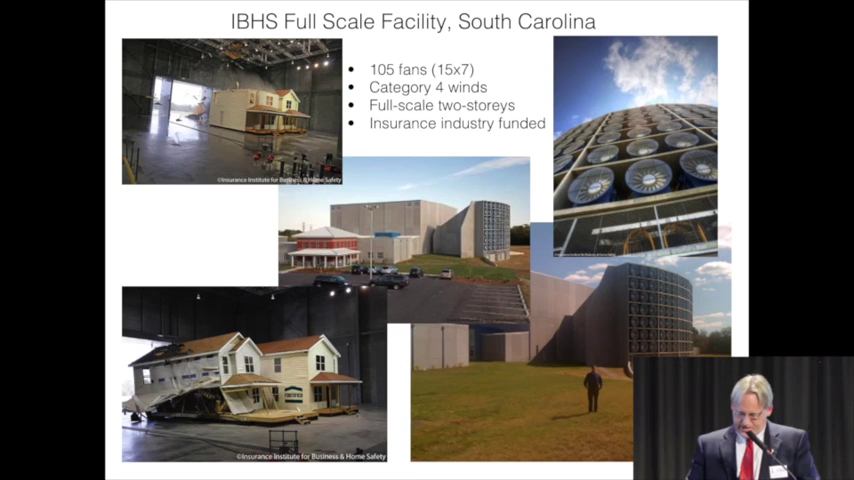 IBHS Full Scale Facility, South Carolina
• 105 fans (15x7)
• Category 4 winds
• Full-scale two-storeys
• Insurance industry funded
©Insurance Institute for Business & Home Safety
©Insurance Institute for Business & Home Safety